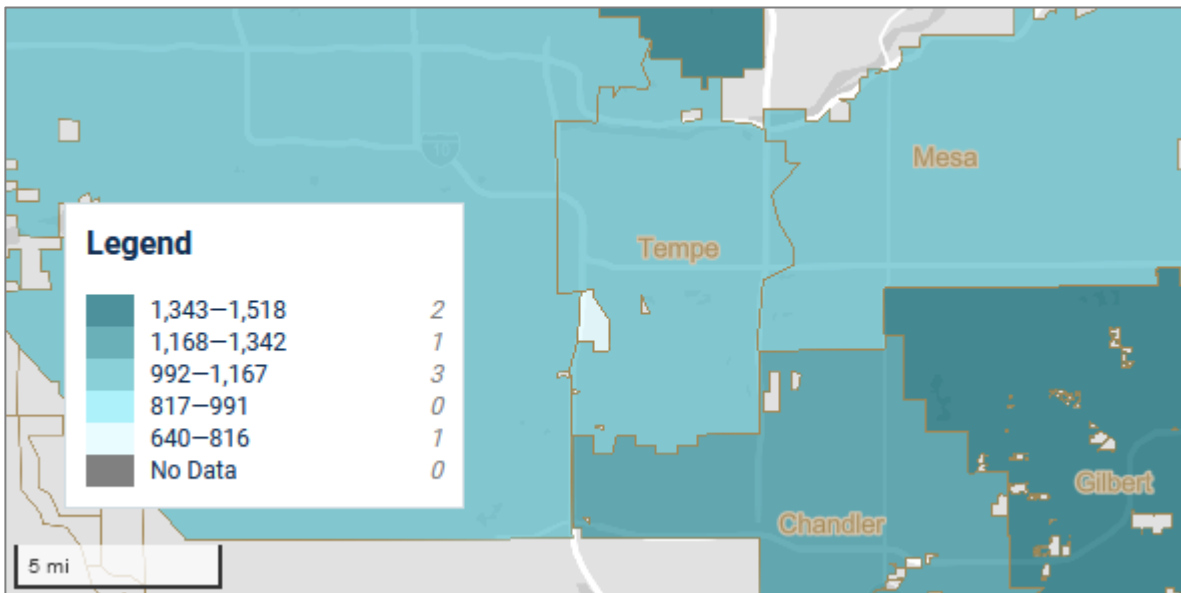 Mesa
10
Tempe
Legend
1,343—1,518 2
1,168—1,342 1
992—1,167 3
817—991 0
640—816 1
No Data 0
Gilbert
Chandler
5 mi